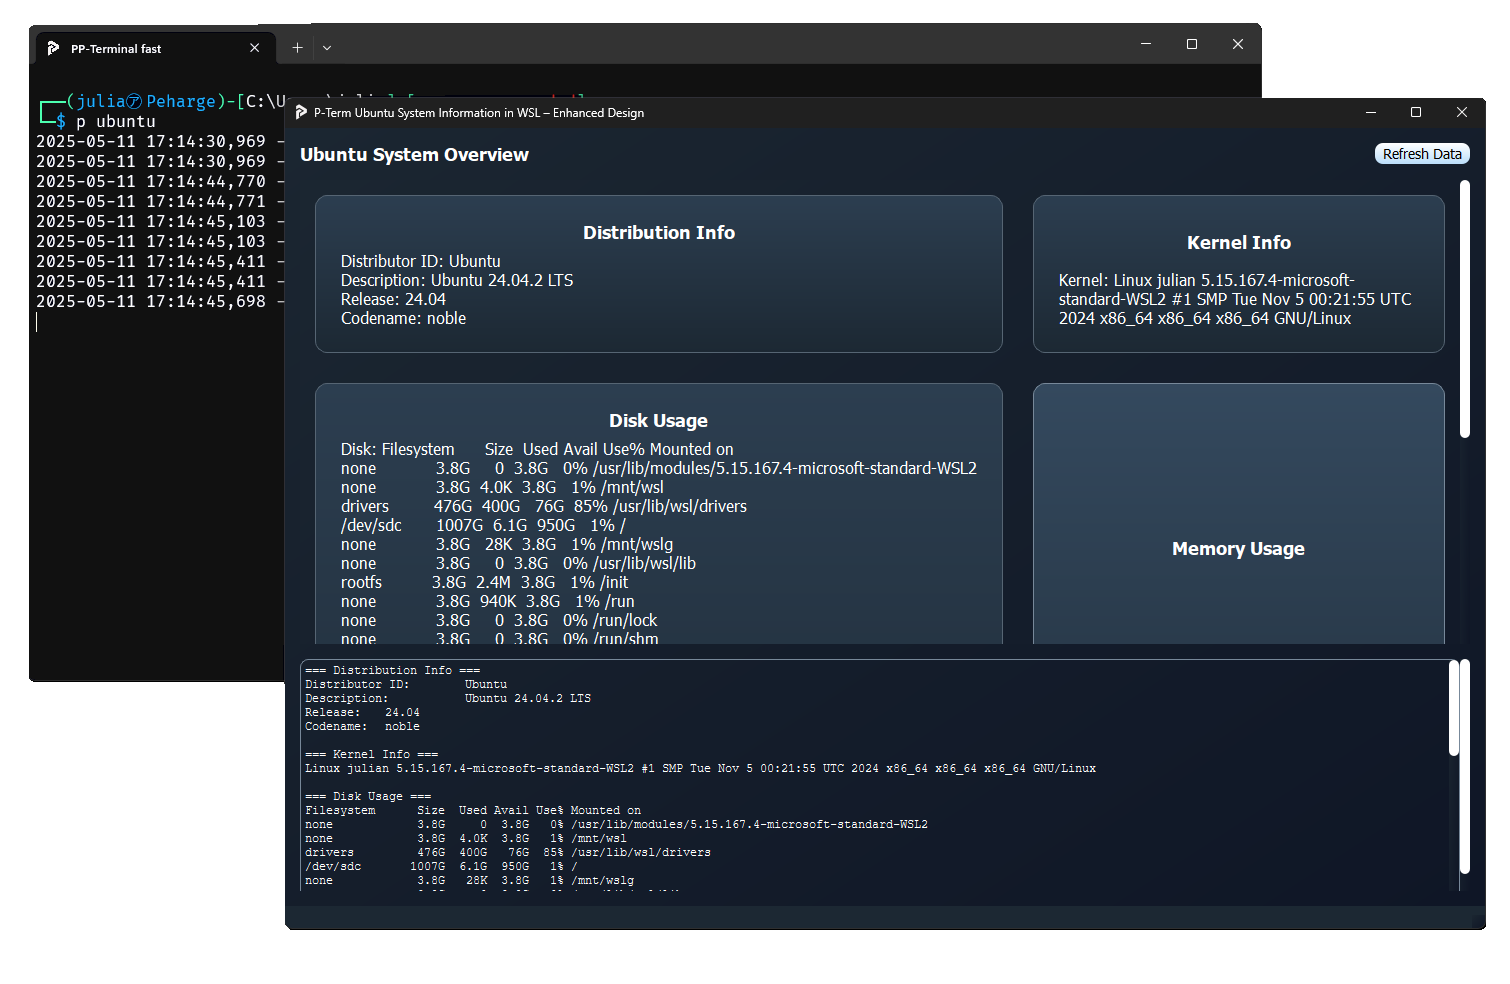 PP-Terminal fast
(julia㋐Peharge)-[C:\U
$ p ubuntu
2025-05-11 17:14:30,969 -
2025-05-11 17:14:30,969 -
2025-05-11 17:14:44,770 -
2025-05-11 17:14:44,771 -
2025-05-11 17:14:45,103 -
2025-05-11 17:14:45,103 -
2025-05-11 17:14:45,411 -
2025-05-11 17:14:45,411 -
2025-05-11 17:14:45,698 -
P-Term Ubuntu System Information in WSL – Enhanced Design
Ubuntu System Overview
Refresh Data
Distribution Info
Distributor ID: Ubuntu
Description: Ubuntu 24.04.2 LTS
Release: 24.04
Codename: noble
Kernel Info
Kernel: Linux julian 5.15.167.4-microsoft-
standard-WSL2 #1 SMP Tue Nov 5 00:21:55 UTC
2024 x86_64 x86_64 x86_64 GNU/Linux
Disk Usage
Disk: Filesystem Size Used Avail Use% Mounted on
none 3.8G 0 3.8G 0% /usr/lib/modules/5.15.167.4-microsoft-standard-WSL2
none 3.8G 4.0K 3.8G 1% /mnt/wsl
drivers 476G 400G 76G 85% /usr/lib/wsl/drivers
/dev/sdc 1007G 6.1G 950G 1% /
none 3.8G 28K 3.8G 1% /mnt/wslg
none 3.8G 0 3.8G 0% /usr/lib/wsl/lib
rootfs 3.8G 2.4M 3.8G 1% /init
none 3.8G 940K 3.8G 1% /run
none 3.8G 0 3.8G 0% /run/lock
none 3.8G 0 3.8G 0% /run/shm
Memory Usage
=== Distribution Info ===
Distributor ID: Ubuntu
Description: Ubuntu 24.04.2 LTS
Release: 24.04
Codename: noble
=== Kernel Info ===
Linux julian 5.15.167.4-microsoft-standard-WSL2 #1 SMP Tue Nov 5 00:21:55 UTC 2024 x86_64 x86_64 x86_64 GNU/Linux
=== Disk Usage ===
Filesystem Size Used Avail Use% Mounted on
none 3.8G 0 3.8G 0% /usr/lib/modules/5.15.167.4-microsoft-standard-WSL2
none 3.8G 4.0K 3.8G 1% /mnt/wsl
drivers 476G 400G 76G 85% /usr/lib/wsl/drivers
/dev/sdc 1007G 6.1G 950G 1% /
none 3.8G 28K 3.8G 1% /mnt/wslg